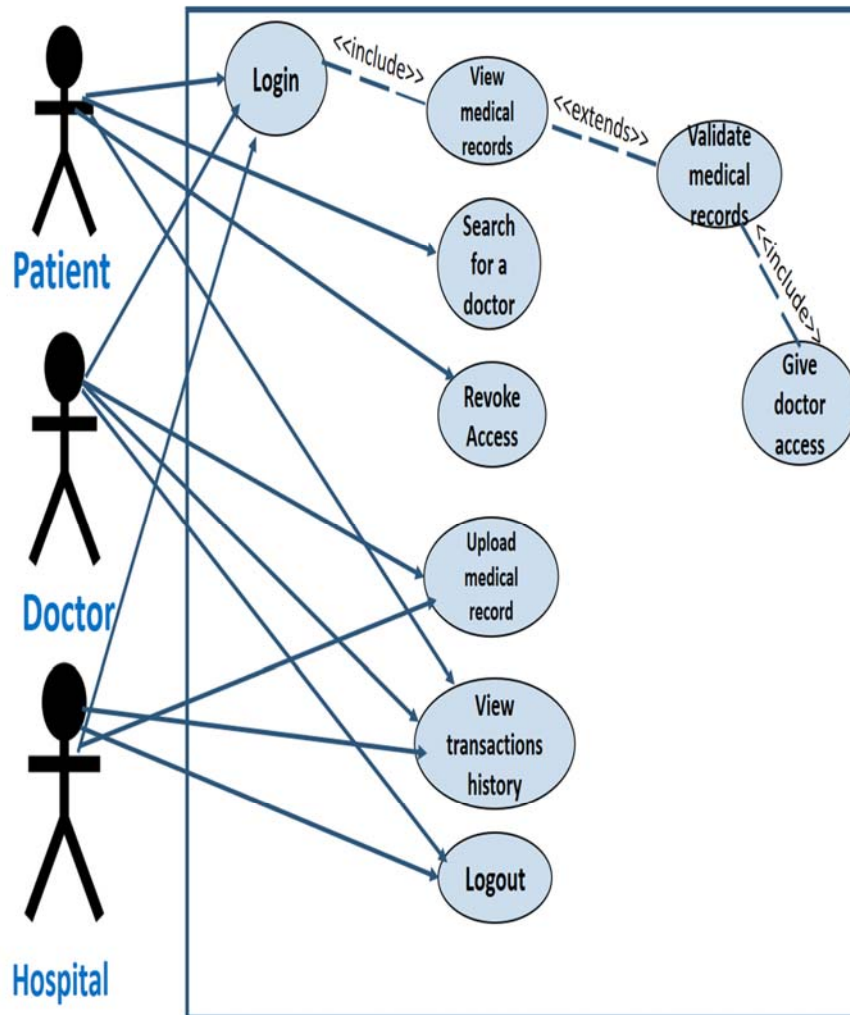 Login
<<include>>
View
medical
records
<<extends>>
Validate
medical
records
<<include>>
Give
doctor
access
Search
for a
doctor
Revoke
Access
Upload
medical
record
View
transactions
history
Logout
Patient
Doctor
Hospital